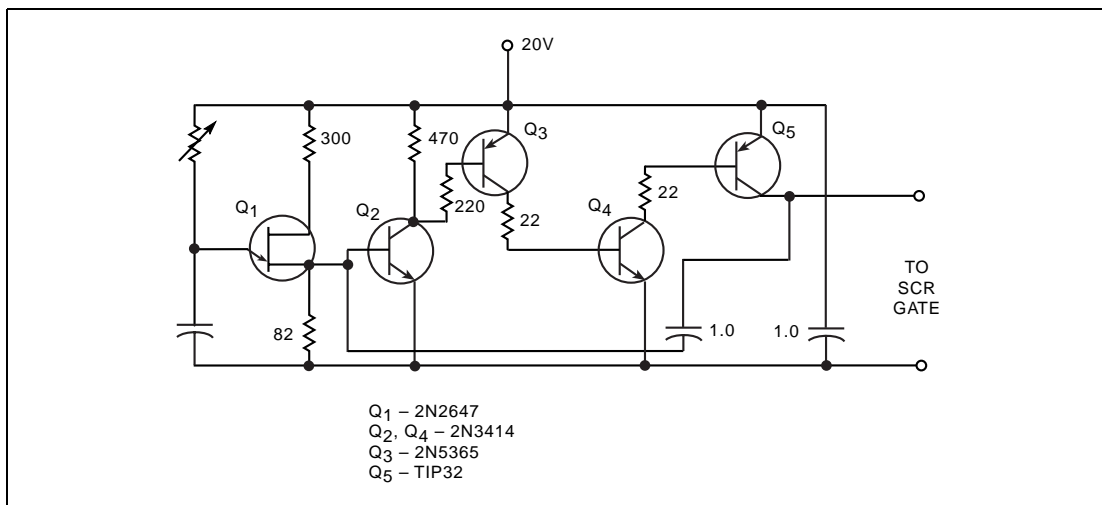 20V
Q3
Q5
300
470
Q1
Q2
220
22
Q4
22
82
1.0
1.0
TO
SCR
GATE
Q1 – 2N2647
Q2, Q4 – 2N3414
Q3 – 2N5365
Q5 – TIP32